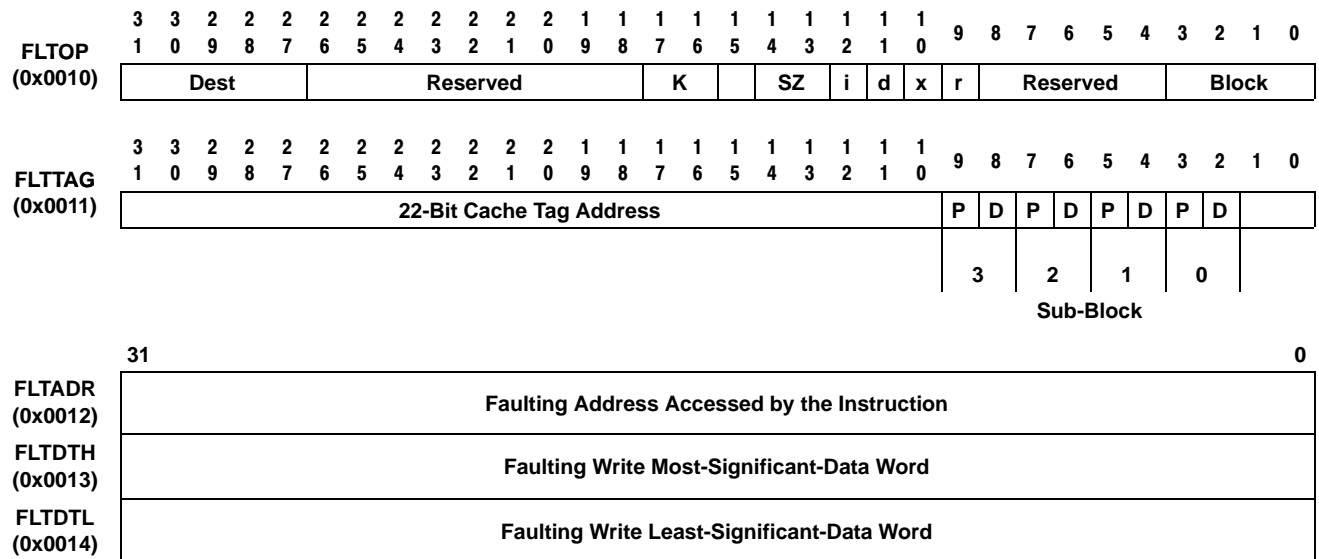 3 3 2 2 2 2 2 2 2 2 2 2 1 1 1 1 1 1 1 1 1 1
1 0 9 8 7 6 5 4 3 2 1 0 9 8 7 6 5 4 3 2 1 0 9 8 7 6 5 4 3 2 1 0
FLTOP
(0x0010)
Dest Reserved K SZ i d x r Reserved Block
3 3 2 2 2 2 2 2 2 2 2 2 1 1 1 1 1 1 1 1 1 1
1 0 9 8 7 6 5 4 3 2 1 0 9 8 7 6 5 4 3 2 1 0 9 8 7 6 5 4 3 2 1 0
FLTTAG
(0x0011)
22-Bit Cache Tag Address P D P D P D P D
3 2 1 0
Sub-Block
31 0
FLTADR
(0x0012)
Faulting Address Accessed by the Instruction
FLTDTH
(0x0013)
Faulting Write Most-Significant-Data Word
FLTDTL
(0x0014)
Faulting Write Least-Significant-Data Word